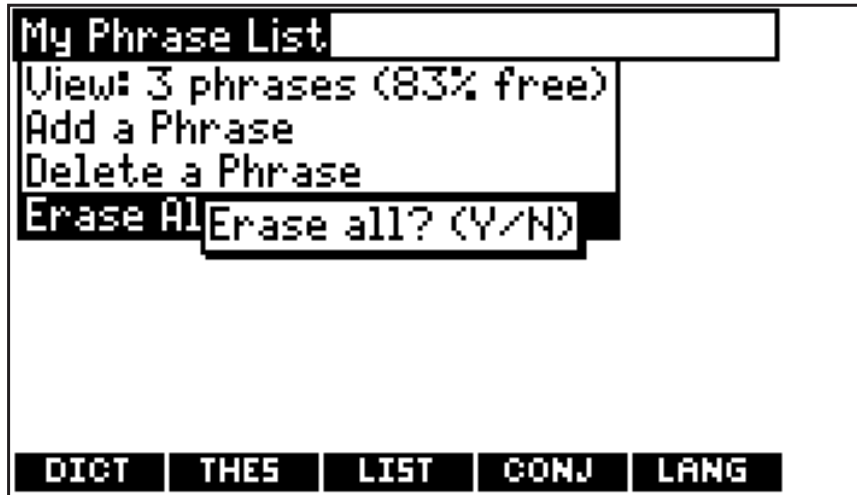 My Phrase List
View: 3 phrases (83% free)
Add a Phrase
Delete a Phrase
Erase Al
Erase all? (Y/N)
DICT THES LIST CONJ LANG